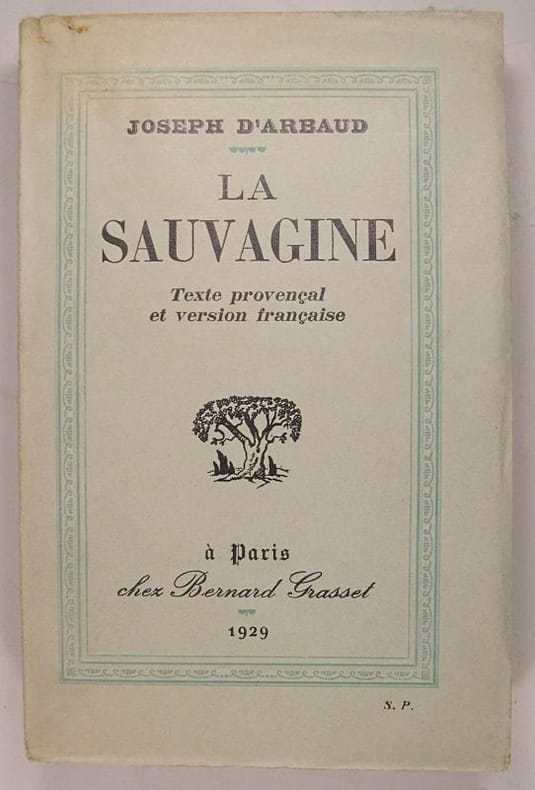 JOSEPH D'ARBAUD
LA
SAUVAGINE
Texte provençal
et version française
à Paris
chez Bernard Grasset
1929
S. P.